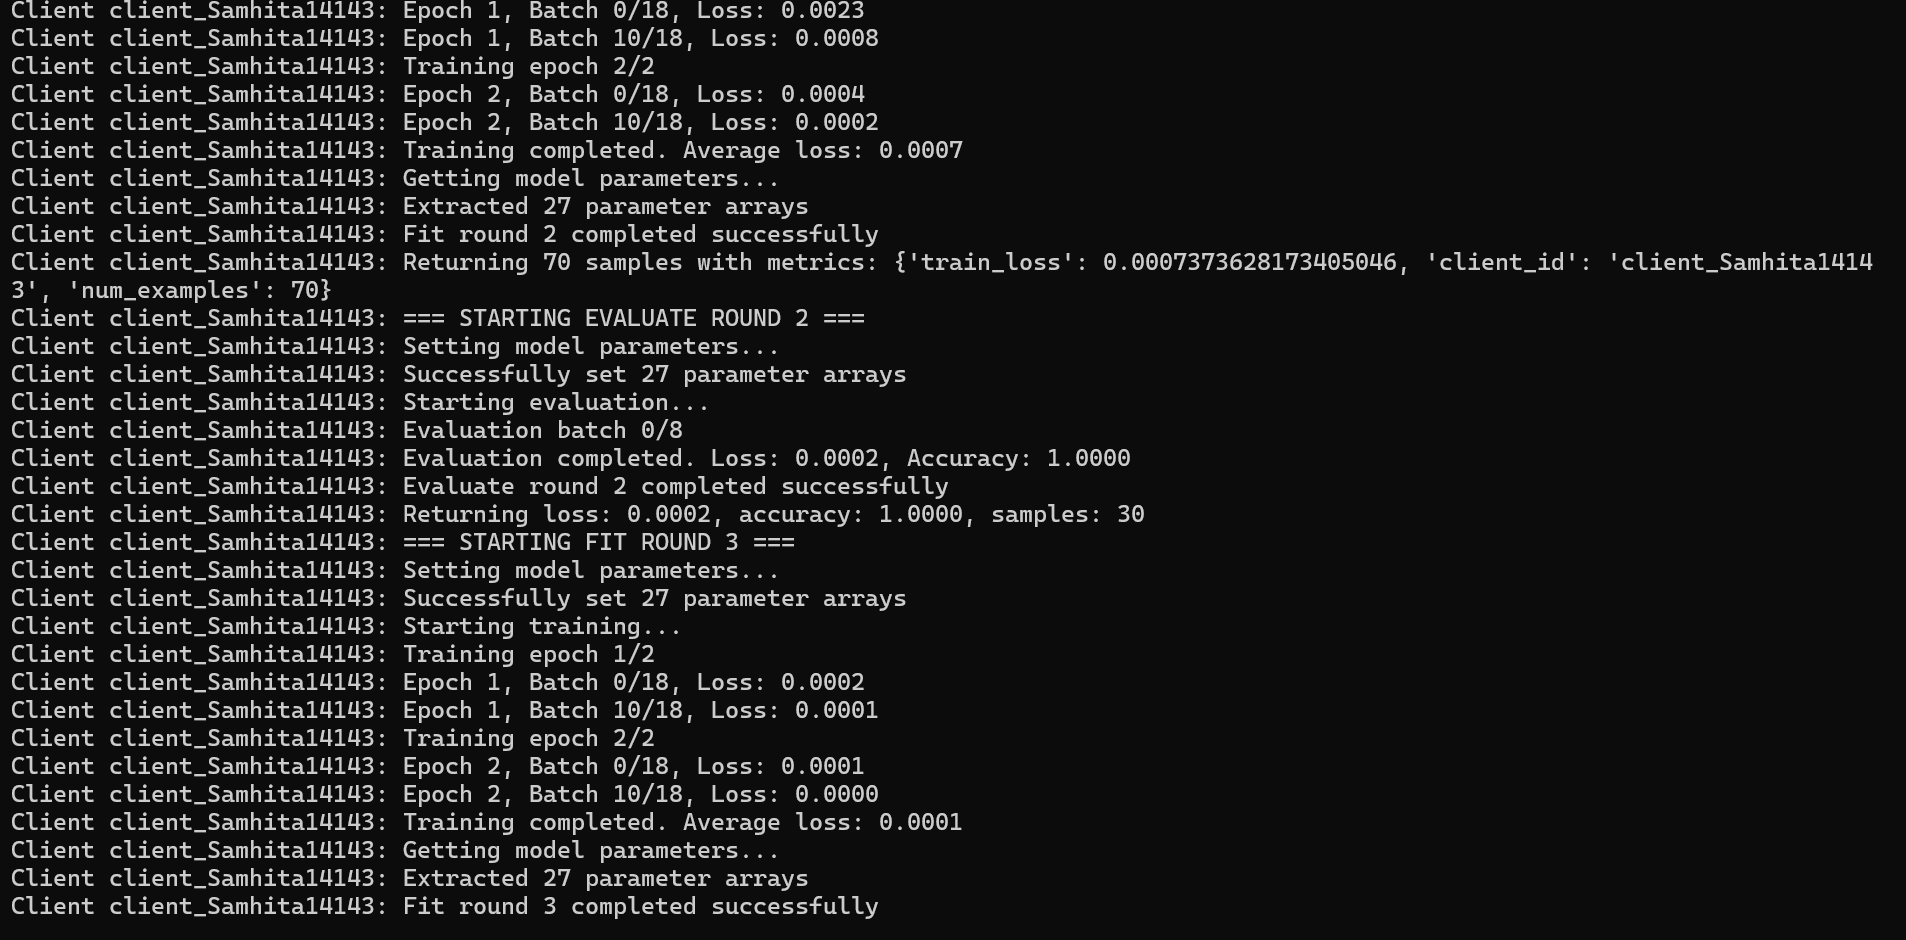 Client client_Samhita14143: Epoch 1, Batch 0/18, Loss: 0.0023
Client client_Samhita14143: Epoch 1, Batch 10/18, Loss: 0.0008
Client client_Samhita14143: Training epoch 2/2
Client client_Samhita14143: Epoch 2, Batch 0/18, Loss: 0.0004
Client client_Samhita14143: Epoch 2, Batch 10/18, Loss: 0.0002
Client client_Samhita14143: Training completed. Average loss: 0.0007
Client client_Samhita14143: Getting model parameters...
Client client_Samhita14143: Extracted 27 parameter arrays
Client client_Samhita14143: Fit round 2 completed successfully
Client client_Samhita14143: Returning 70 samples with metrics: {'train_loss': 0.0007373628173405046, 'client_id': 'client_Samhita1414
3', 'num_examples': 70}
Client client_Samhita14143: === STARTING EVALUATE ROUND 2 ===
Client client_Samhita14143: Setting model parameters...
Client client_Samhita14143: Successfully set 27 parameter arrays
Client client_Samhita14143: Starting evaluation...
Client client_Samhita14143: Evaluation batch 0/8
Client client_Samhita14143: Evaluation completed. Loss: 0.0002, Accuracy: 1.0000
Client client_Samhita14143: Evaluate round 2 completed successfully
Client client_Samhita14143: Returning loss: 0.0002, accuracy: 1.0000, samples: 30
Client client_Samhita14143: === STARTING FIT ROUND 3 ===
Client client_Samhita14143: Setting model parameters...
Client client_Samhita14143: Successfully set 27 parameter arrays
Client client_Samhita14143: Starting training...
Client client_Samhita14143: Training epoch 1/2
Client client_Samhita14143: Epoch 1, Batch 0/18, Loss: 0.0002
Client client_Samhita14143: Epoch 1, Batch 10/18, Loss: 0.0001
Client client_Samhita14143: Training epoch 2/2
Client client_Samhita14143: Epoch 2, Batch 0/18, Loss: 0.0001
Client client_Samhita14143: Epoch 2, Batch 10/18, Loss: 0.0000
Client client_Samhita14143: Training completed. Average loss: 0.0001
Client client_Samhita14143: Getting model parameters...
Client client_Samhita14143: Extracted 27 parameter arrays
Client client_Samhita14143: Fit round 3 completed successfully